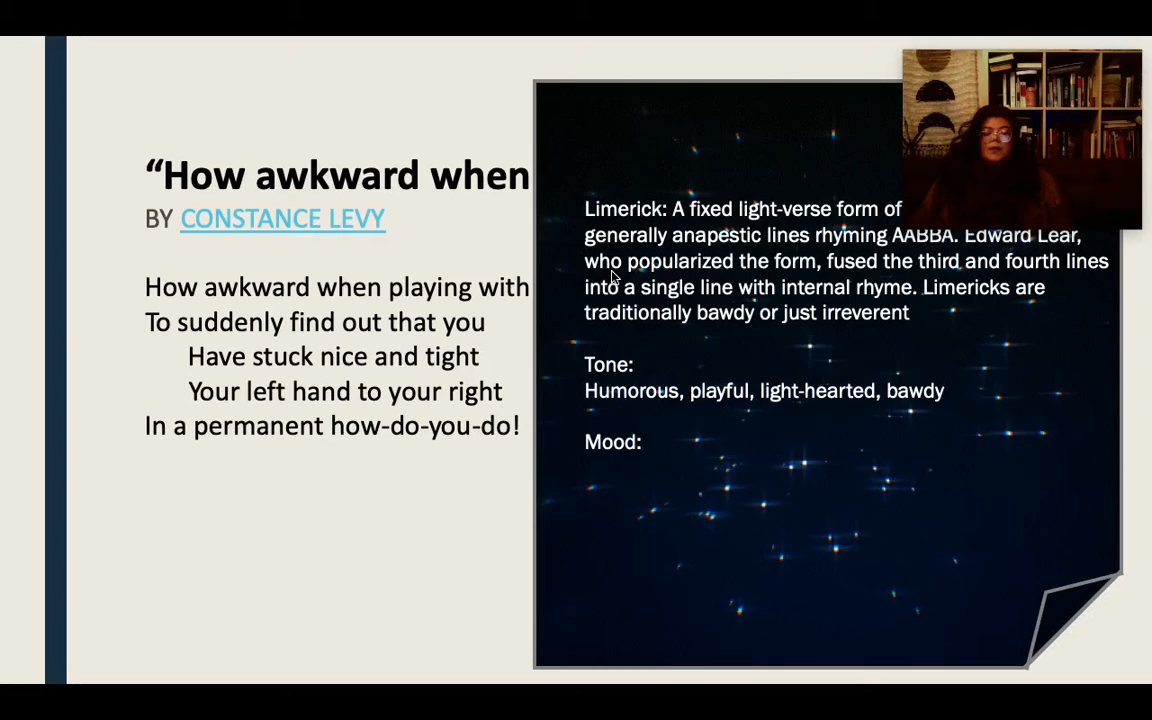 “How awkward when
BY CONSTANCE LEVY
How awkward when playing with
To suddenly find out that you
Have stuck nice and tight
Your left hand to your right
In a permanent how-do-you-do!
Limerick: A fixed light-verse form of
generally anapestic lines rhyming AABBA. Edward Lear,
who popularized the form, fused the third and fourth lines
into a single line with internal rhyme. Limericks are
traditionally bawdy or just irreverent
Tone:
Humorous, playful, light-hearted, bawdy
Mood: